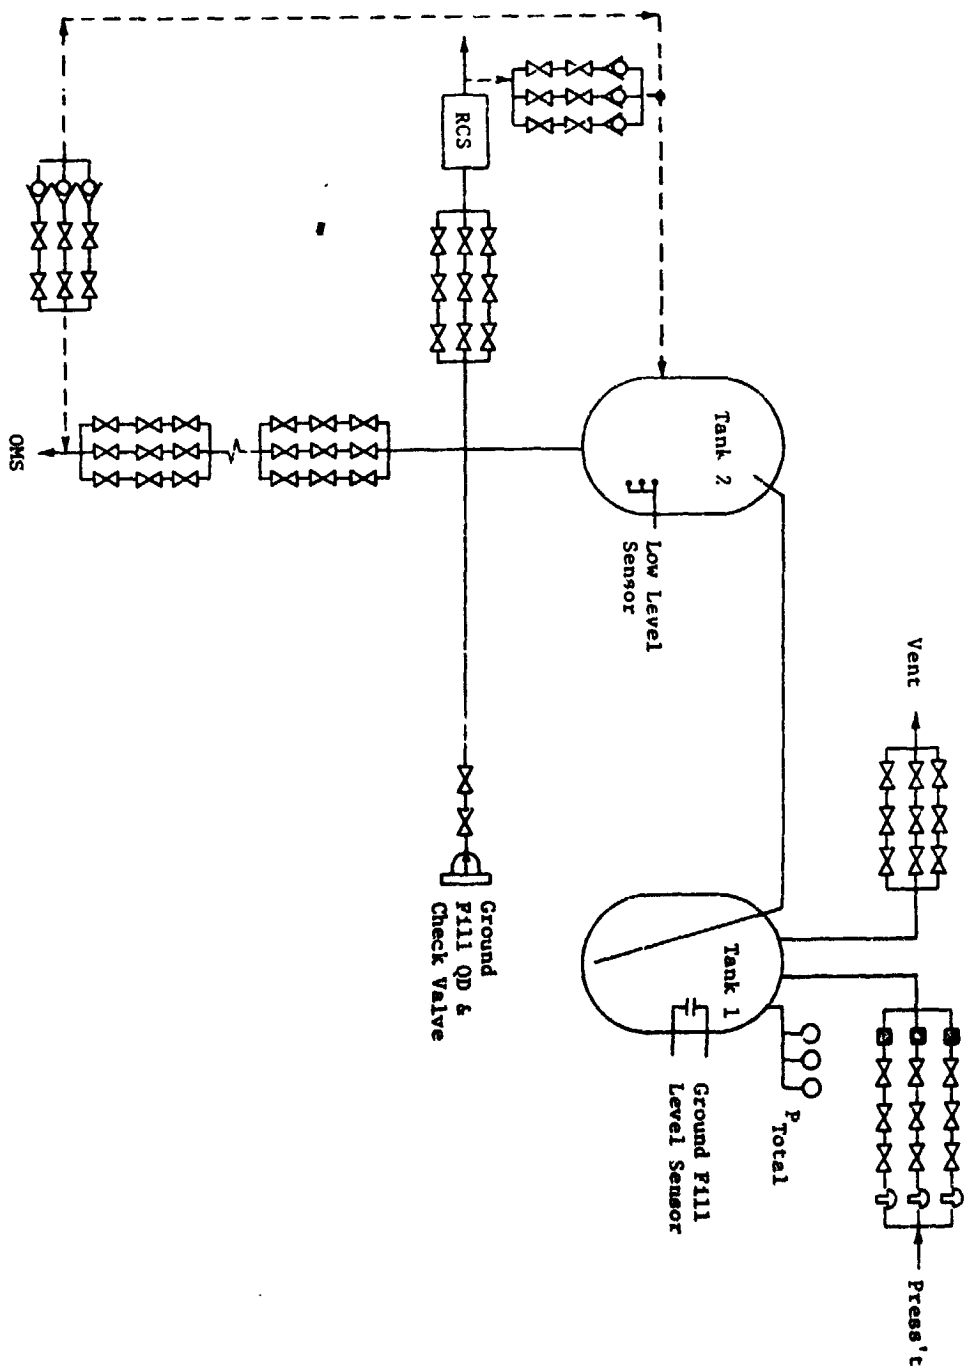 RCS
OMS
Tank 2
Low Level
Sensor
Vent
Ground
Fill QD &
Check Valve
Tank 1
Ground Fill
Level Sensor
P Total
Press't